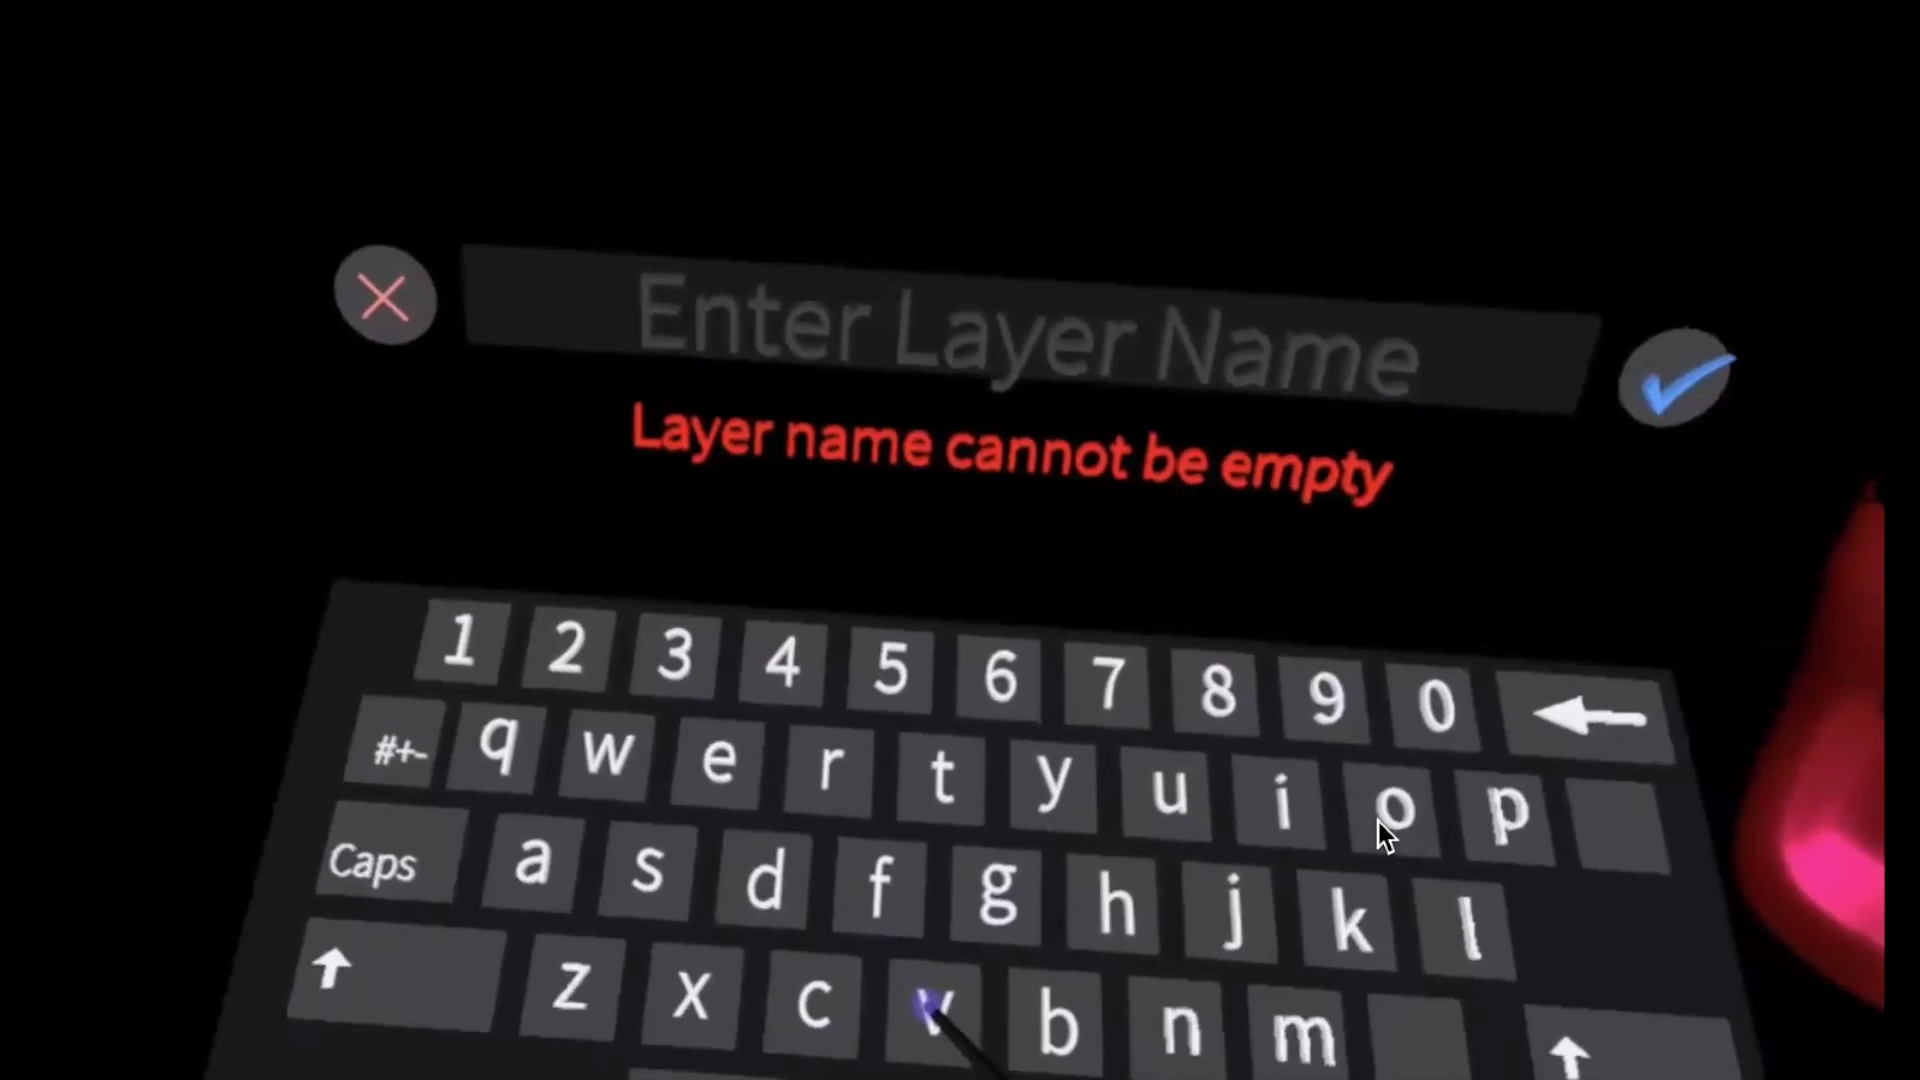 Enter Layer Name
Layer name cannot be empty
1 2 3 4 5 6 7 8 9 0
#+- q w e r t y u i o p
Caps a s d f g h j k l
z x c v b n m